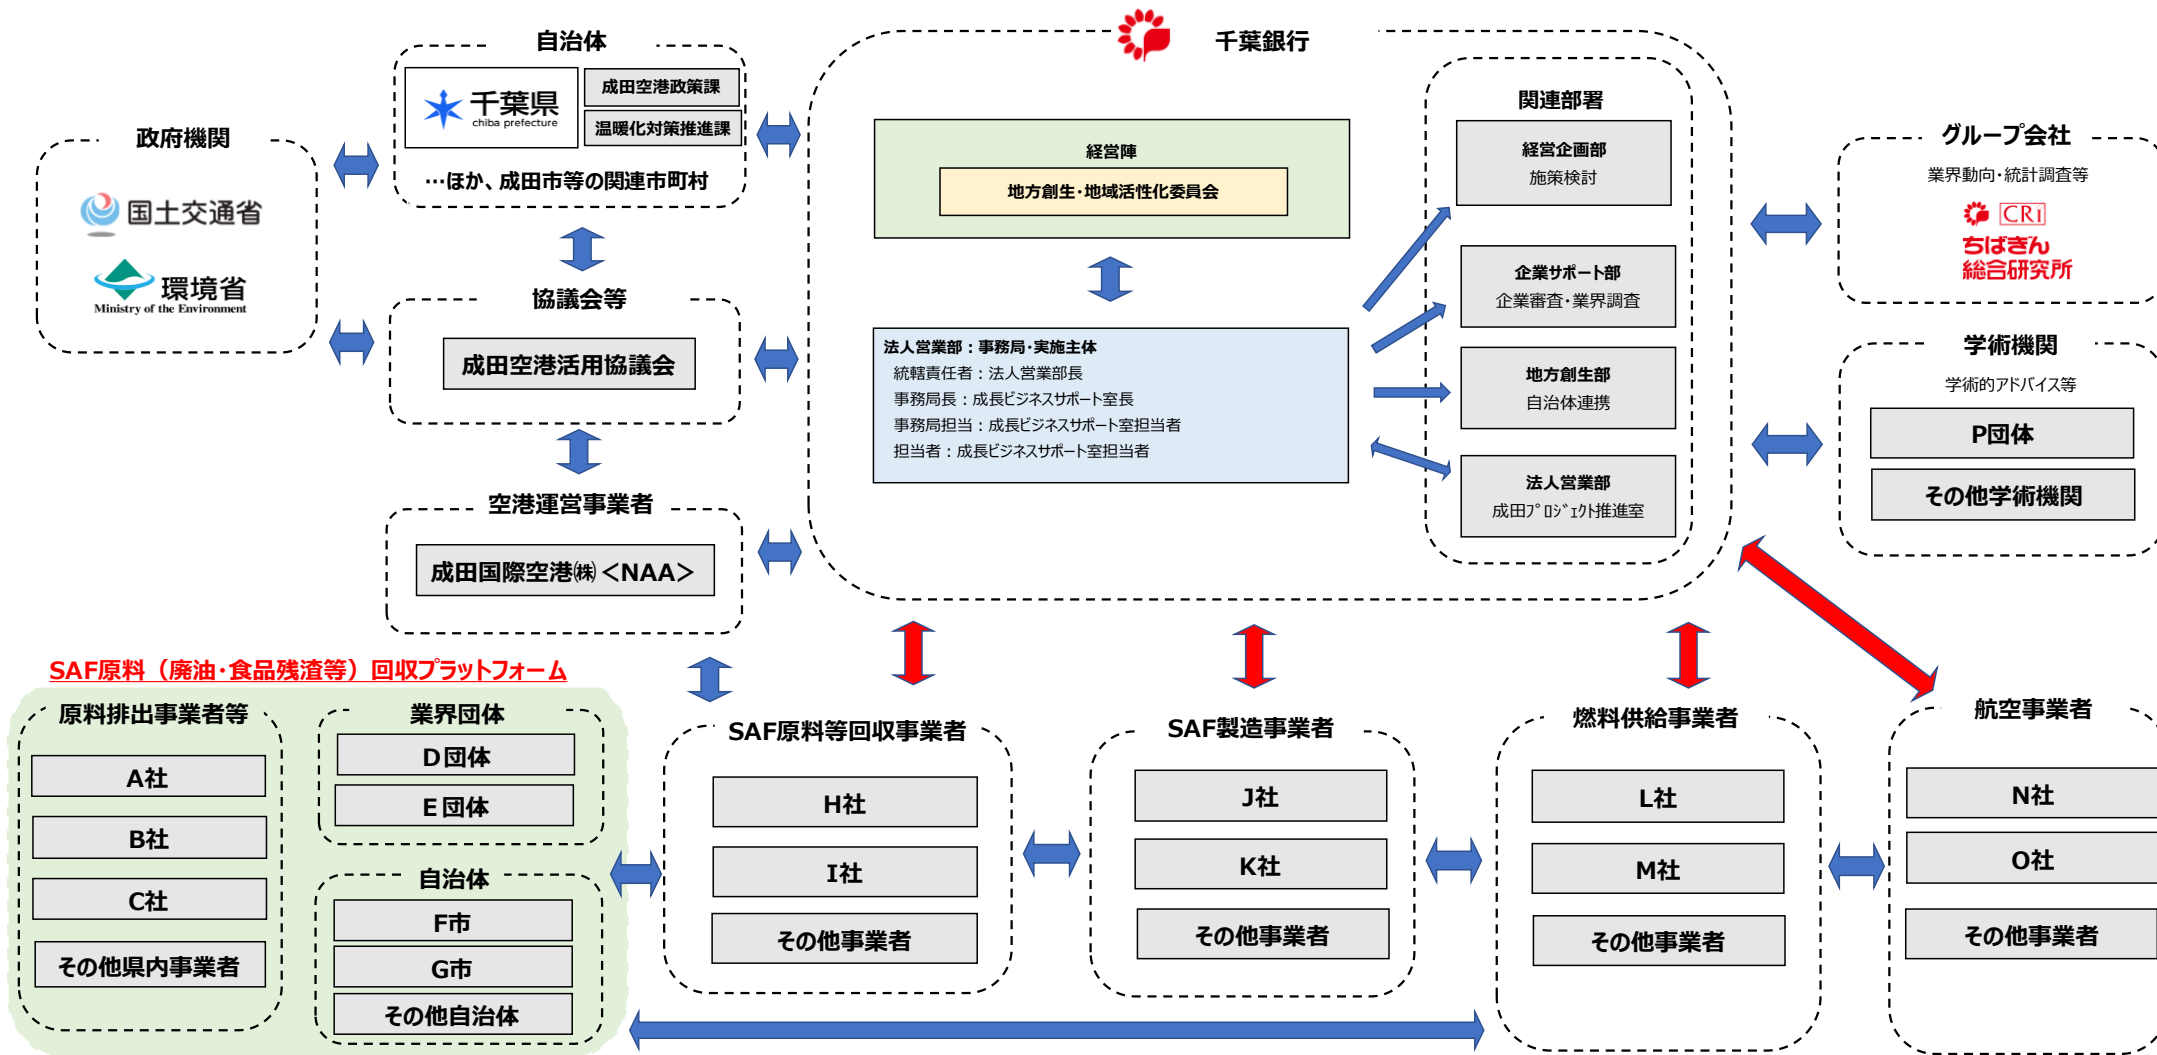 自治体
千葉県
chiba prefecture
成田空港政策課
温暖化対策推進課
…ほか、成田市等の関連市町村
政府機関
国土交通省
環境省
Ministry of the Environment
協議会等
成田空港活用協議会
空港運営事業者
成田国際空港㈱<NAA>
千葉銀行
経営陣
地方創生・地域活性化委員会
法人営業部：事務局・実施主体
統轄責任者：法人営業部長
事務局長：成長ビジネスサポート室長
事務局担当：成長ビジネスサポート室担当者
担当者：成長ビジネスサポート室担当者
関連部署
経営企画部
施策検討
企業サポート部
企業審査・業界調査
地方創生部
自治体連携
法人営業部
成田ﾌﾟﾛｼﾞｪｸﾄ推進室
グループ会社
業界動向・統計調査等
CRI
ちばぎん
総合研究所
学術機関
学術的アドバイス等
P団体
その他学術機関
SAF原料（廃油・食品残渣等）回収プラットフォーム
原料排出事業者等
A社
B社
C社
その他県内事業者
業界団体
D団体
E団体
自治体
F市
G市
その他自治体
SAF原料等回収事業者
H社
I社
その他事業者
SAF製造事業者
J社
K社
その他事業者
燃料供給事業者
L社
M社
その他事業者
航空事業者
N社
O社
その他事業者